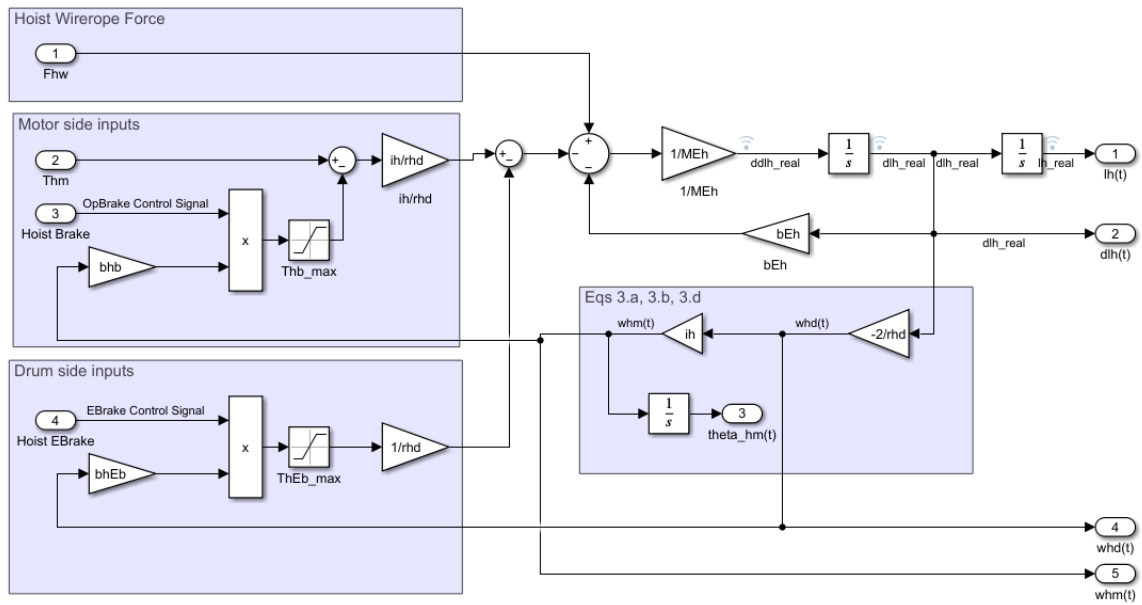 Hoist Wirerope Force
1
Fhw
Motor side inputs
2
Thm
+
−
ih/rhd
ih/rhd
+
−
+
−
−
1/MEh
1/MEh
ddlh_real
1
s
dlh_real
dlh_real
1
s
lh_real
1
lh(t)
3
OpBrake Control Signal
Hoist Brake
x
Thb_max
bhb
bEh
bEh
dlh_real
2
dlh(t)
Eqs 3.a, 3.b, 3.d
whm(t)
ih
whd(t)
-2/rhd
1
s
3
theta_hm(t)
Drum side inputs
4
EBrake Control Signal
Hoist EBrake
x
ThEb_max
1/rhd
bhEb
4
whd(t)
5
whm(t)